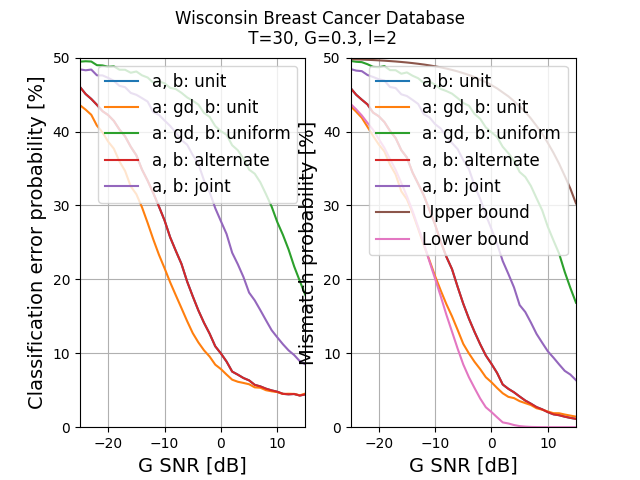 Wisconsin Breast Cancer Database
T=30, G=0.3, l=2
Classification error probability [%]
50
40
30
20
10
0
a, b: unit
a: gd, b: unit
a: gd, b: uniform
a, b: alternate
a, b: joint
−20
−10
0
10
G SNR [dB]
Mismatch probability [%]
50
40
30
20
10
0
a,b: unit
a: gd, b: unit
a: gd, b: uniform
a, b: alternate
a, b: joint
Upper bound
Lower bound
−20
−10
0
10
G SNR [dB]